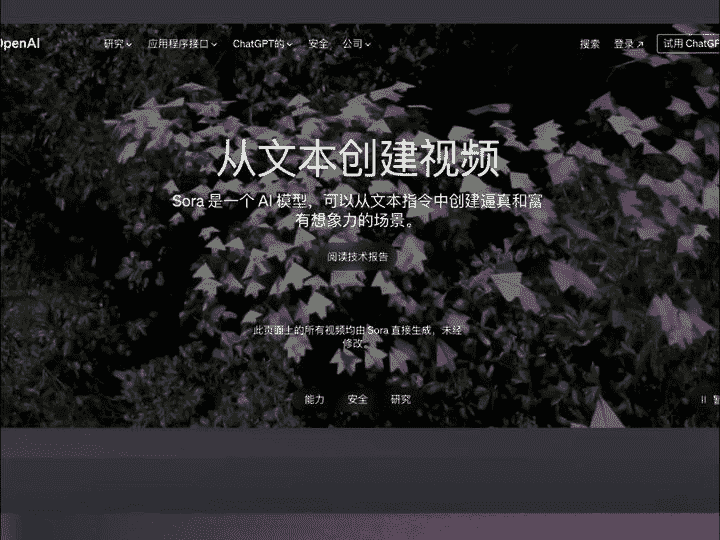 OpenAI
研究 应用程序接口 ChatGPT的 安全 公司 搜索 登录 试用 ChatGP
从文本创建视频
Sora 是一个 AI 模型，可以从文本指令中创建逼真和富
有想象力的场景。
阅读技术报告
此页面上的所有视频均由 Sora 直接生成，未经
修改。
能力 安全 研究